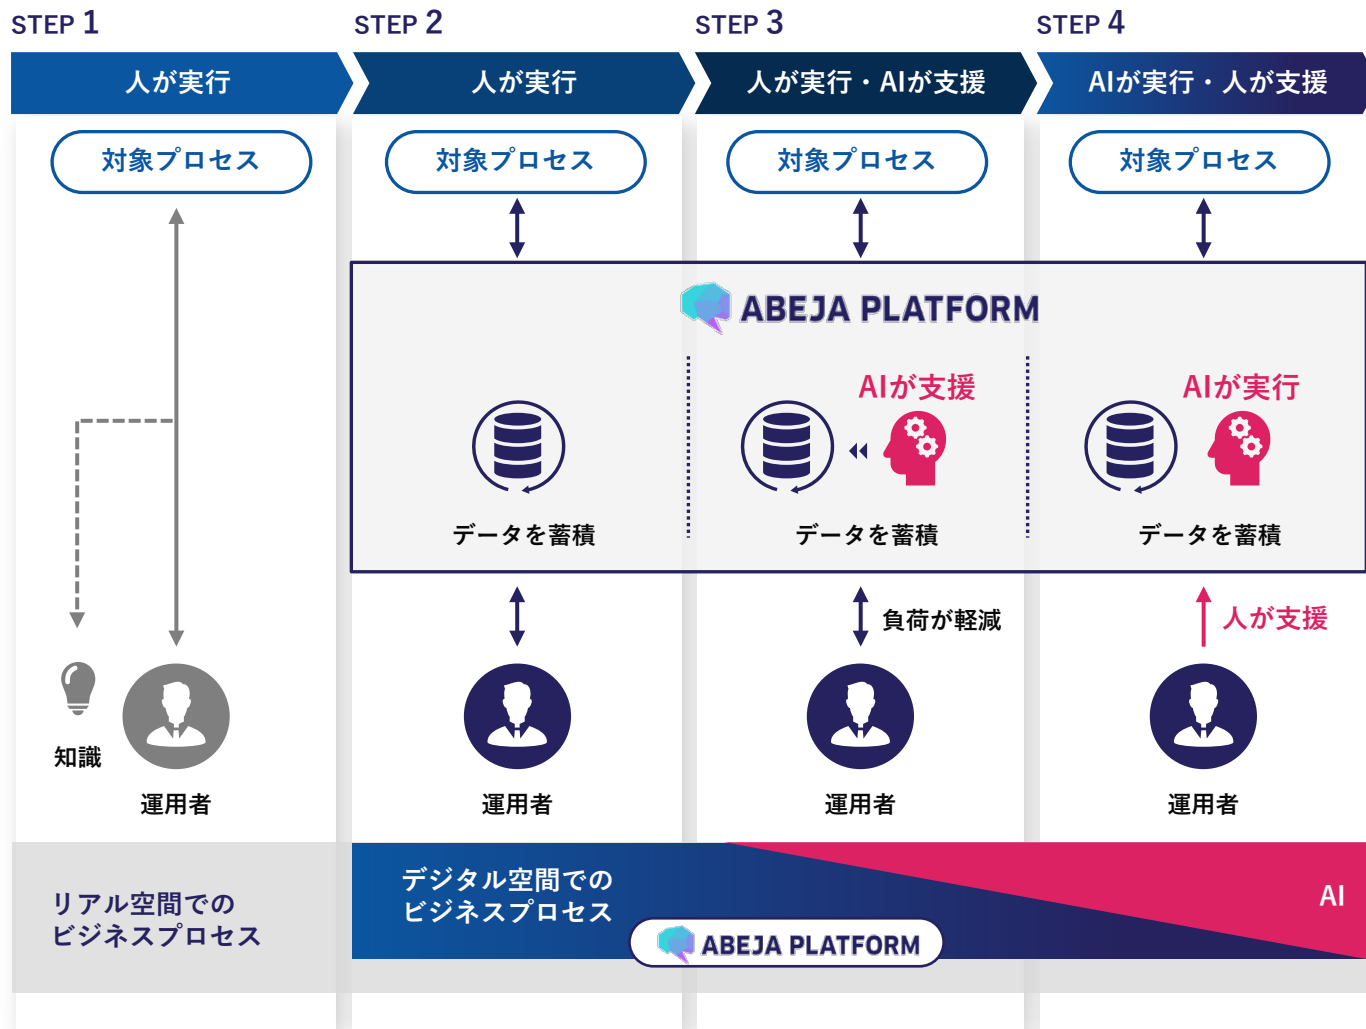 STEP 1
STEP 2
STEP 3
STEP 4
人が実行
人が実行
人が実行・AIが支援
AIが実行・人が支援
対象プロセス
対象プロセス
対象プロセス
対象プロセス
ABEJA PLATFORM
AIが支援
AIが実行
データを蓄積
データを蓄積
データを蓄積
負荷が軽減
人が支援
知識
運用者
運用者
運用者
運用者
リアル空間での
ビジネスプロセス
デジタル空間での
ビジネスプロセス
AI
ABEJA PLATFORM